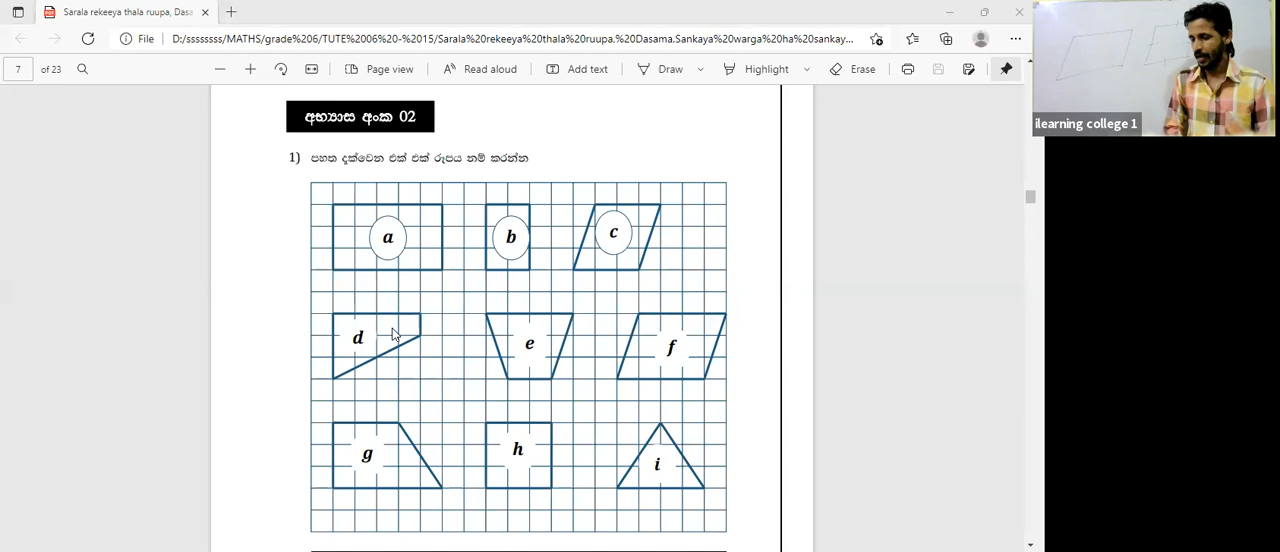 Sarala rekeeya thala ruupa, Dasa
File
D:/ssssssss/MATHS/grade%206/TUTE%2006%20-%2015/Sarala%20rekeeya%20thala%20ruupa.%20Dasama.Sankaya%20warga%20ha%20sankay...
7 of 23
Page view
Read aloud
Add text
Draw
Highlight
Erase
ilearning college 1
අභ්‍යාස අංක 02
1) පහත දැක්වෙන එක් එක් රූපය නම් කරන්න
a b c
d e f
g h i